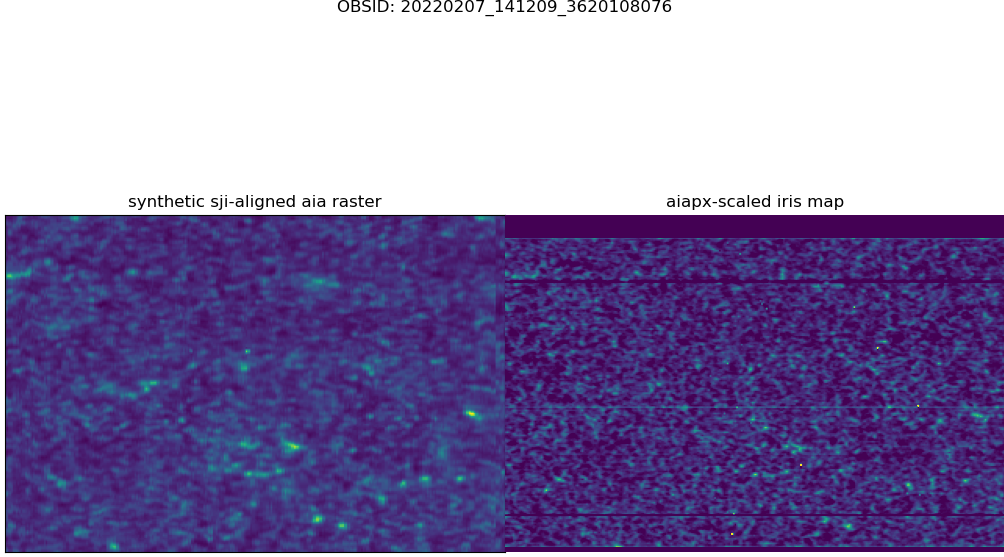 OBSID: 20220207_141209_3620108076
synthetic sji-aligned aia raster
aiapx-scaled iris map